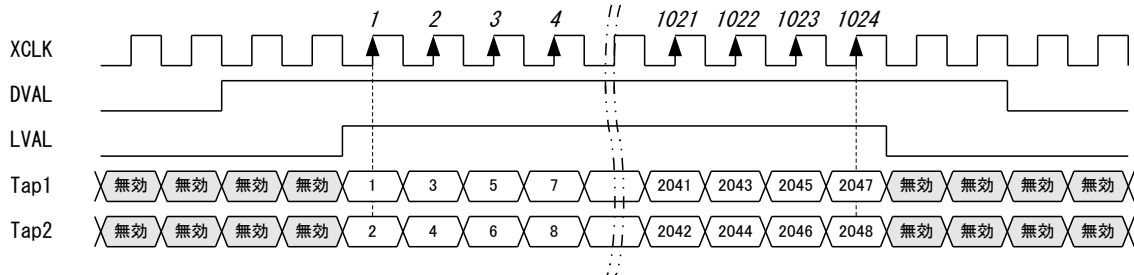 1 2 3 4 1021 1022 1023 1024
XCLK
DVAL
LVAL
Tap1 無効 無効 無効 無効 1 3 5 7 2041 2043 2045 2047 無効 無効 無効 無効
Tap2 無効 無効 無効 無効 2 4 6 8 2042 2044 2046 2048 無効 無効 無効 無効